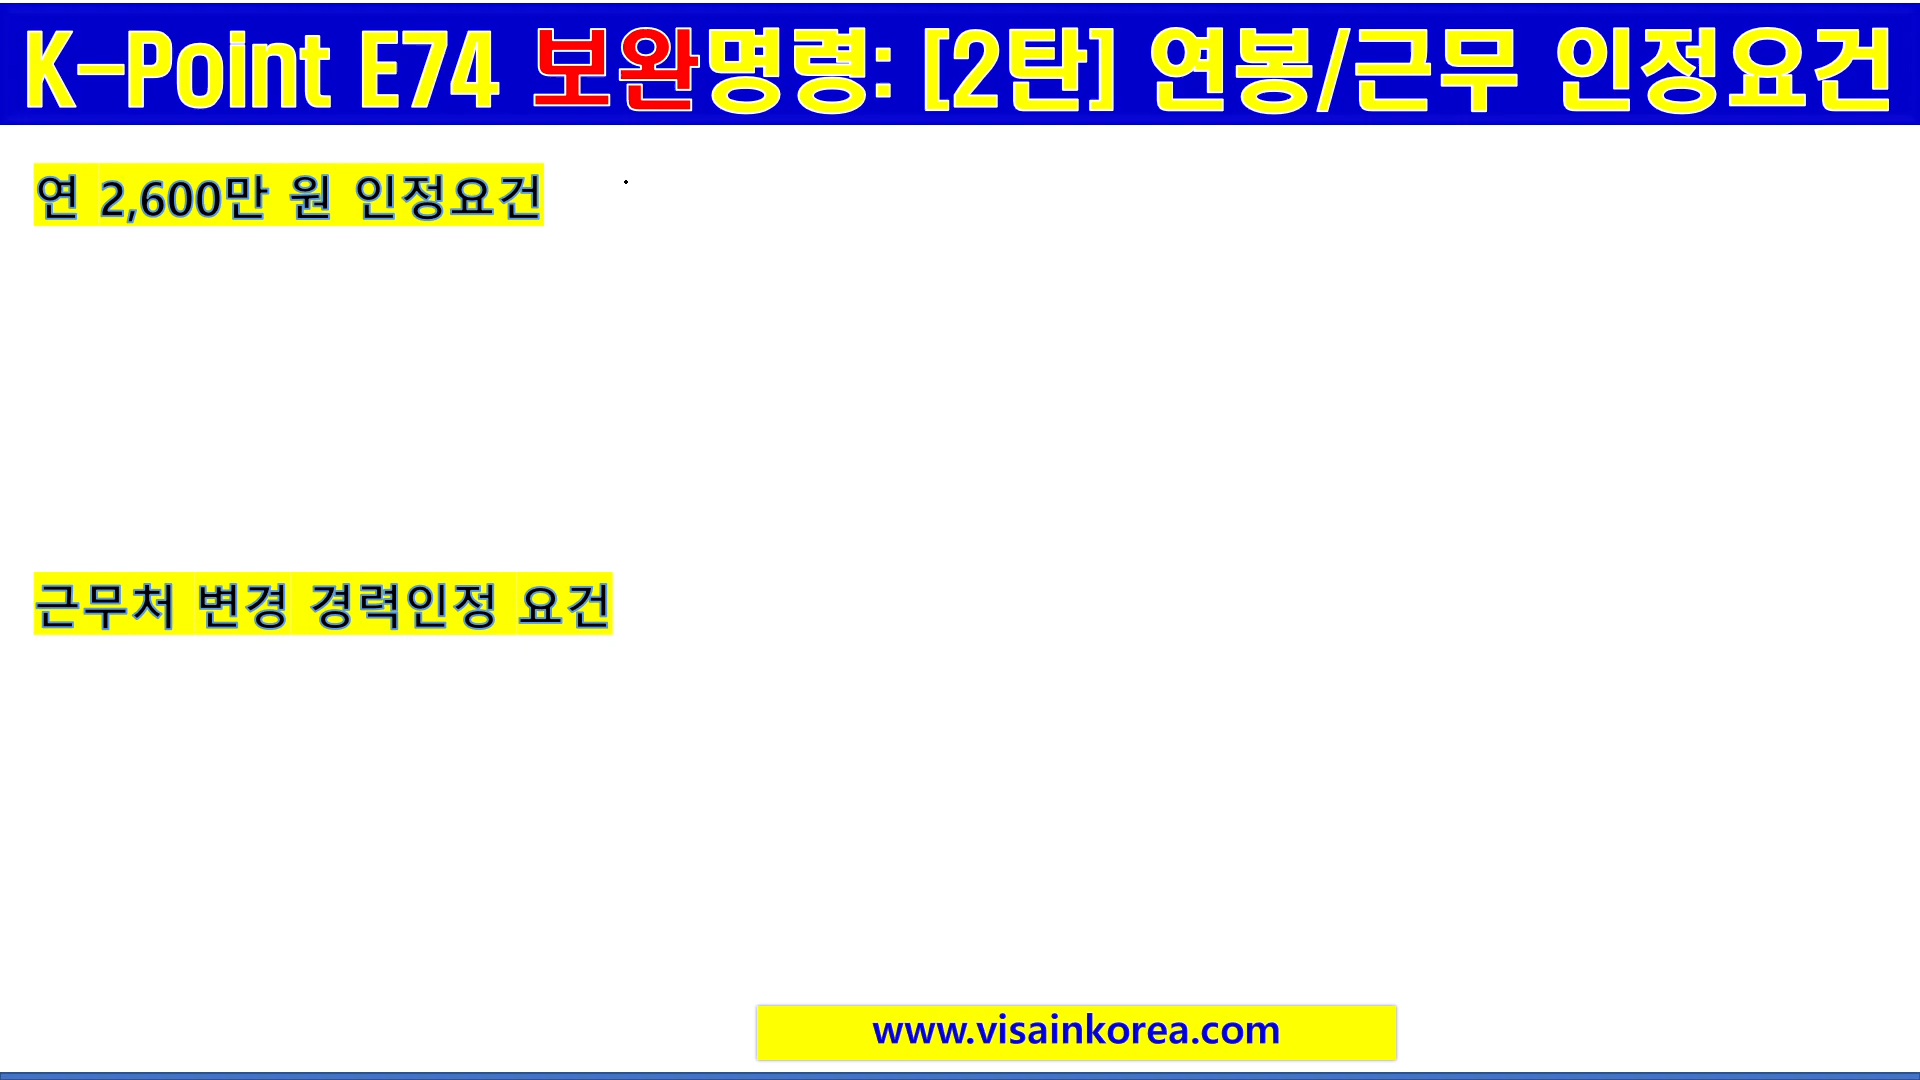 K-Point E74 보완명령: [2탄] 연봉/근무 인정요건
연 2,600만 원 인정요건
근무처 변경 경력인정 요건
www.visainkorea.com